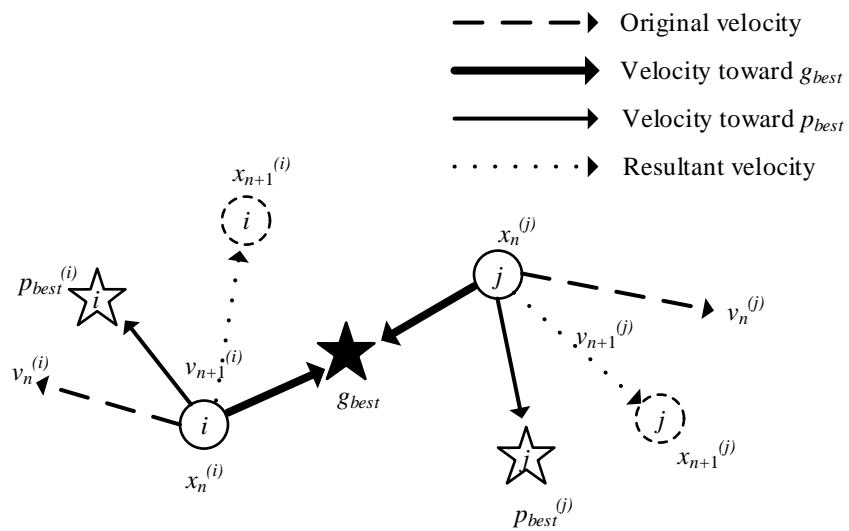 Original velocity
Velocity toward g_best
Velocity toward p_best
Resultant velocity
x_{n+1}^{(i)}
i
x_n^{(j)}
j
p_best^{(i)}
i
v_n^{(j)}
v_{n+1}^{(j)}
v_{n+1}^{(i)}
v_n^{(i)}
g_best
i
j
x_{n+1}^{(j)}
j
x_n^{(i)}
p_best^{(j)}